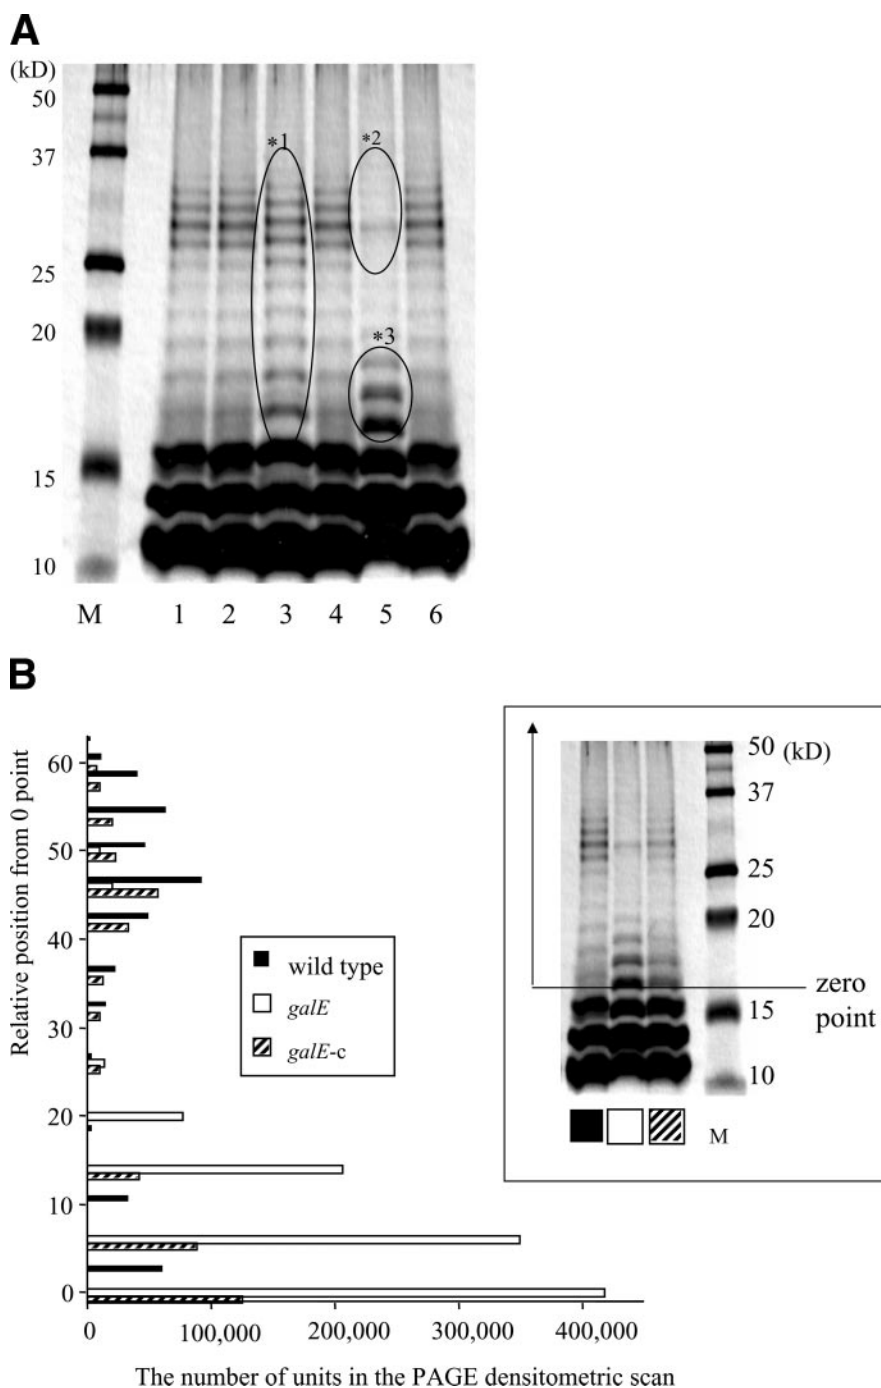 A
(kD)
50
37
25
20
15
10
*1
*2
*3
M 1 2 3 4 5 6
B
Relative position from 0 point
60
50
40
30
20
10
0
0 100,000 200,000 300,000 400,000
The number of units in the PAGE densitometric scan
wild type
galE
galE-c
50 (kD)
37
25
20
zero
point
15
10
M